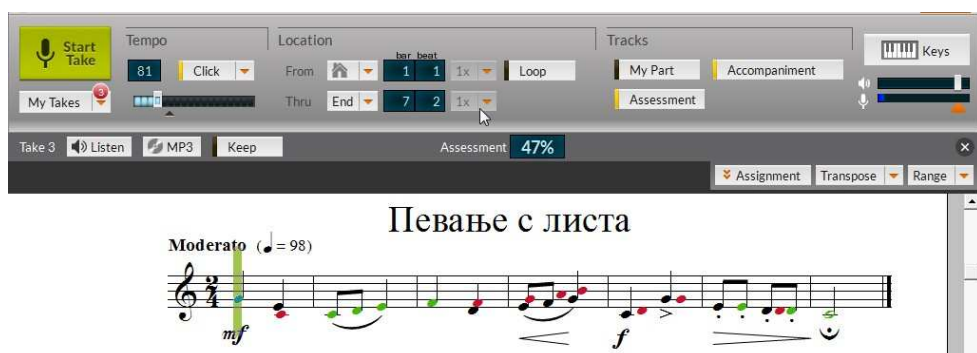 Start
Take
My Takes
3
Tempo
81
Click
Location
bar beat
From
1
1
1x
Loop
Thru
End
7
2
1x
Tracks
My Part
Accompaniment
Assessment
Keys
Take 3
Listen
MP3
Keep
Assessment
47%
Assignment
Transpose
Range
Певање с листа
Moderato (♩ = 98)
2
4
mf
f